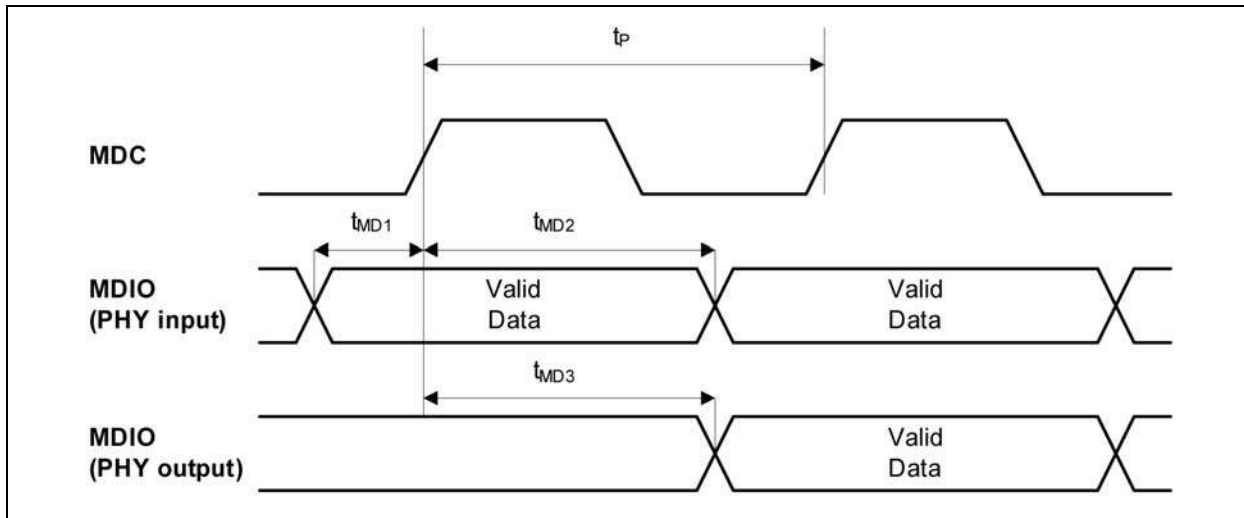 tP
MDC
tMD1
tMD2
MDIO
(PHY input)
Valid
Data
Valid
Data
tMD3
MDIO
(PHY output)
Valid
Data